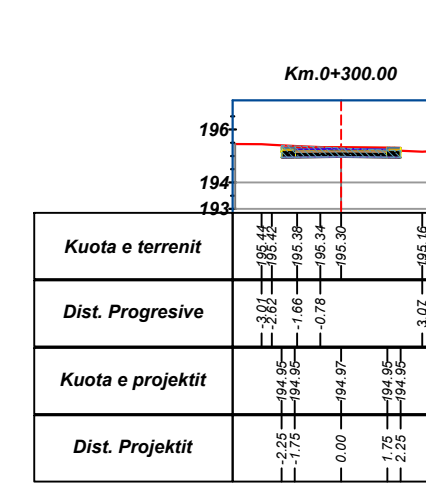 Km.0+300.00
196
194
193
Kuota e terrenit 195.44 195.42 195.38 195.34 195.30 195.16
Dist. Progresive -3.01 -2.62 -1.66 -0.78 3.07
Kuota e projektit 194.95 194.95 194.97 194.95 194.95
Dist. Projektit -2.25 -1.75 0.00 1.75 2.25